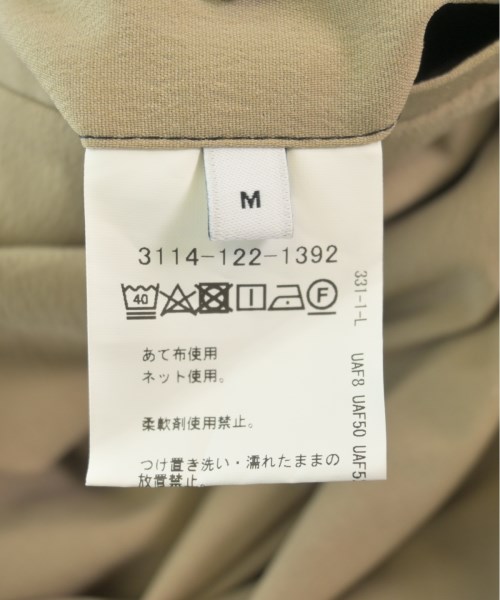 M
3114-122-1392
40
F
あて布使用
ネット使用。
柔軟剤使用禁止。
つけ置き洗い・濡れたままの
放置禁止。
331-1-L
UAF8 UAF50 UAF5